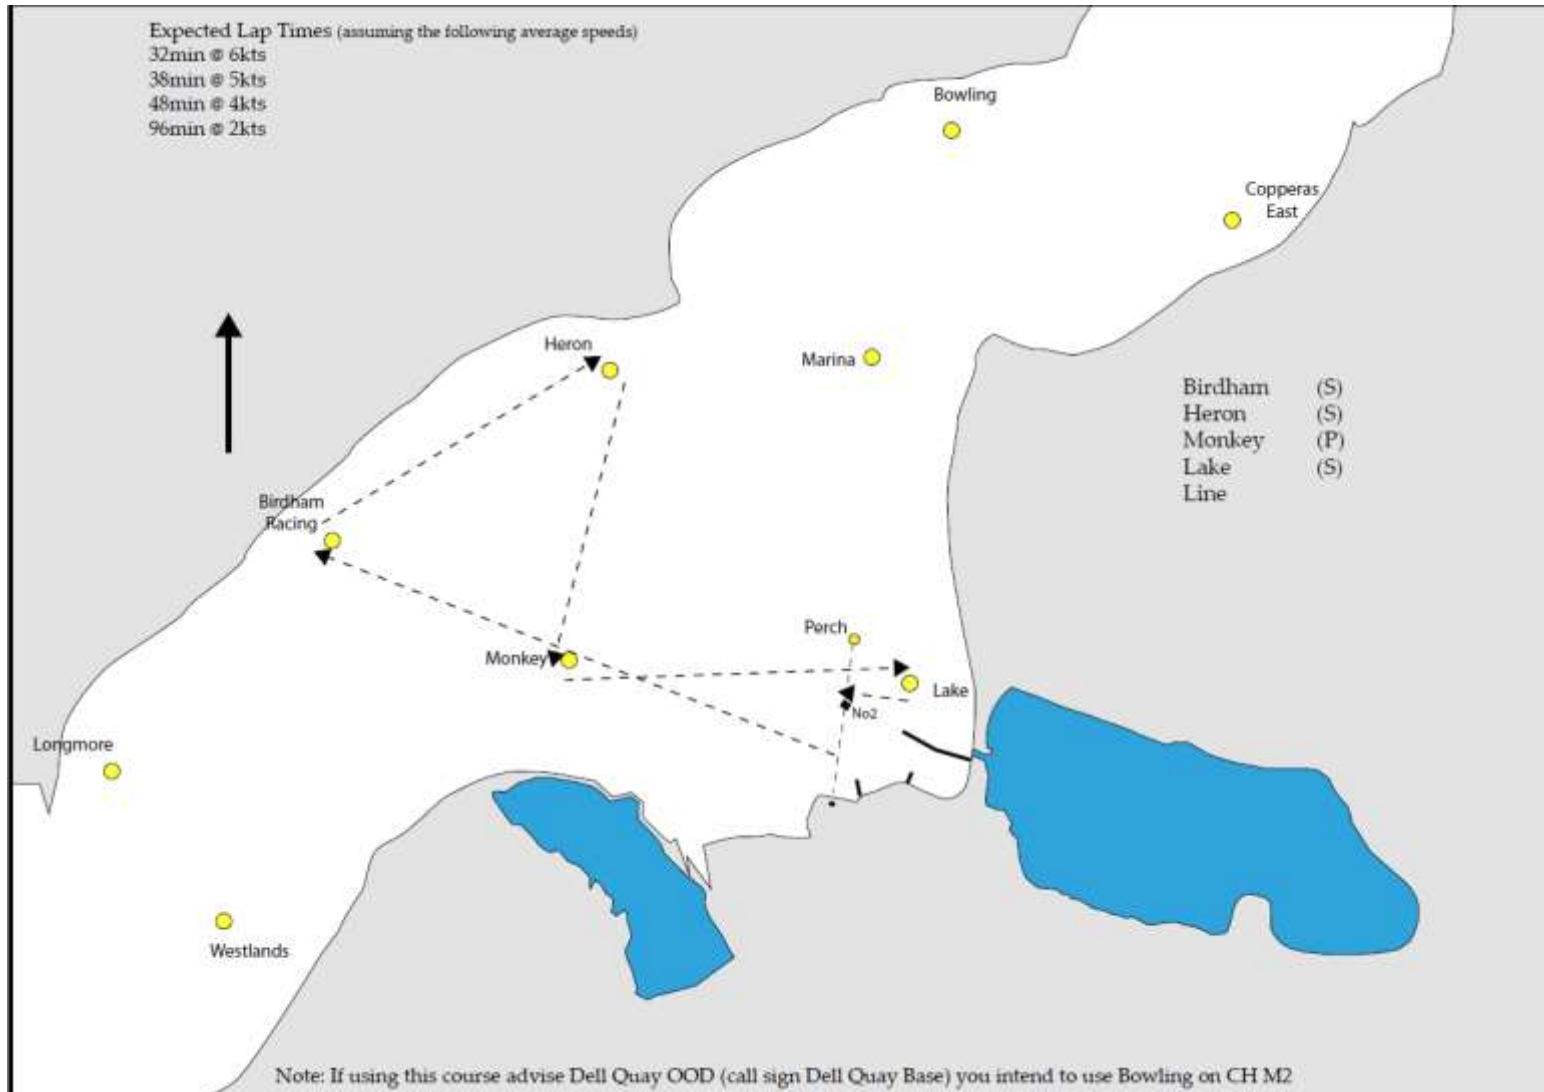 Expected Lap Times (assuming the following average speeds)
32min @ 6kts
38min @ 5kts
48min @ 4kts
96min @ 2kts
Bowling
Copperas
East
Heron
Marina
Birdham (S)
Heron (S)
Monkey (P)
Lake (S)
Line
Birdham
Racing
Perch
Monkey
Lake
No2
Longmore
Westlands
Note: If using this course advise Dell Quay OOD (call sign Dell Quay Base) you intend to use Bowling on CH M2